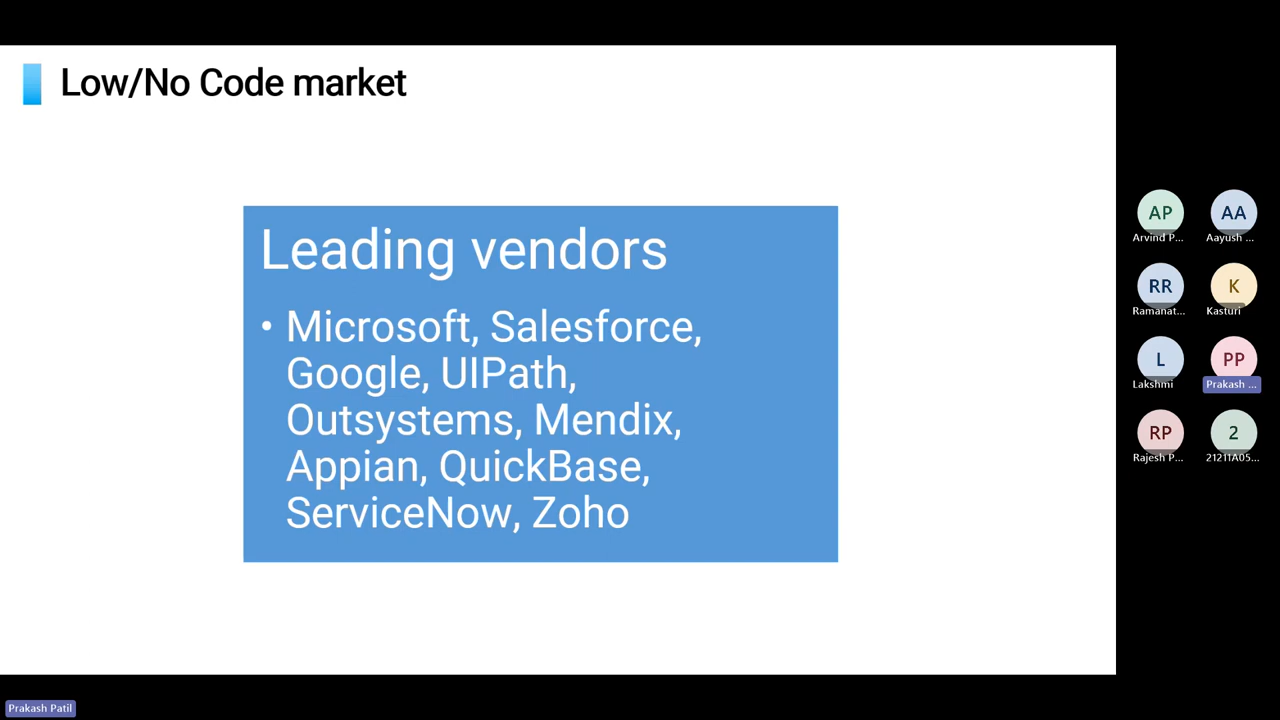 Low/No Code market
Leading vendors
• Microsoft, Salesforce,
Google, UIPath,
Outsystems, Mendix,
Appian, QuickBase,
ServiceNow, Zoho
AP
AA
Arvind P...
Aayush ...
RR
K
Ramanat...
Kasturi
L
PP
Lakshmi
Prakash ...
RP
2
Rajesh P...
21211A05...
Prakash Patil